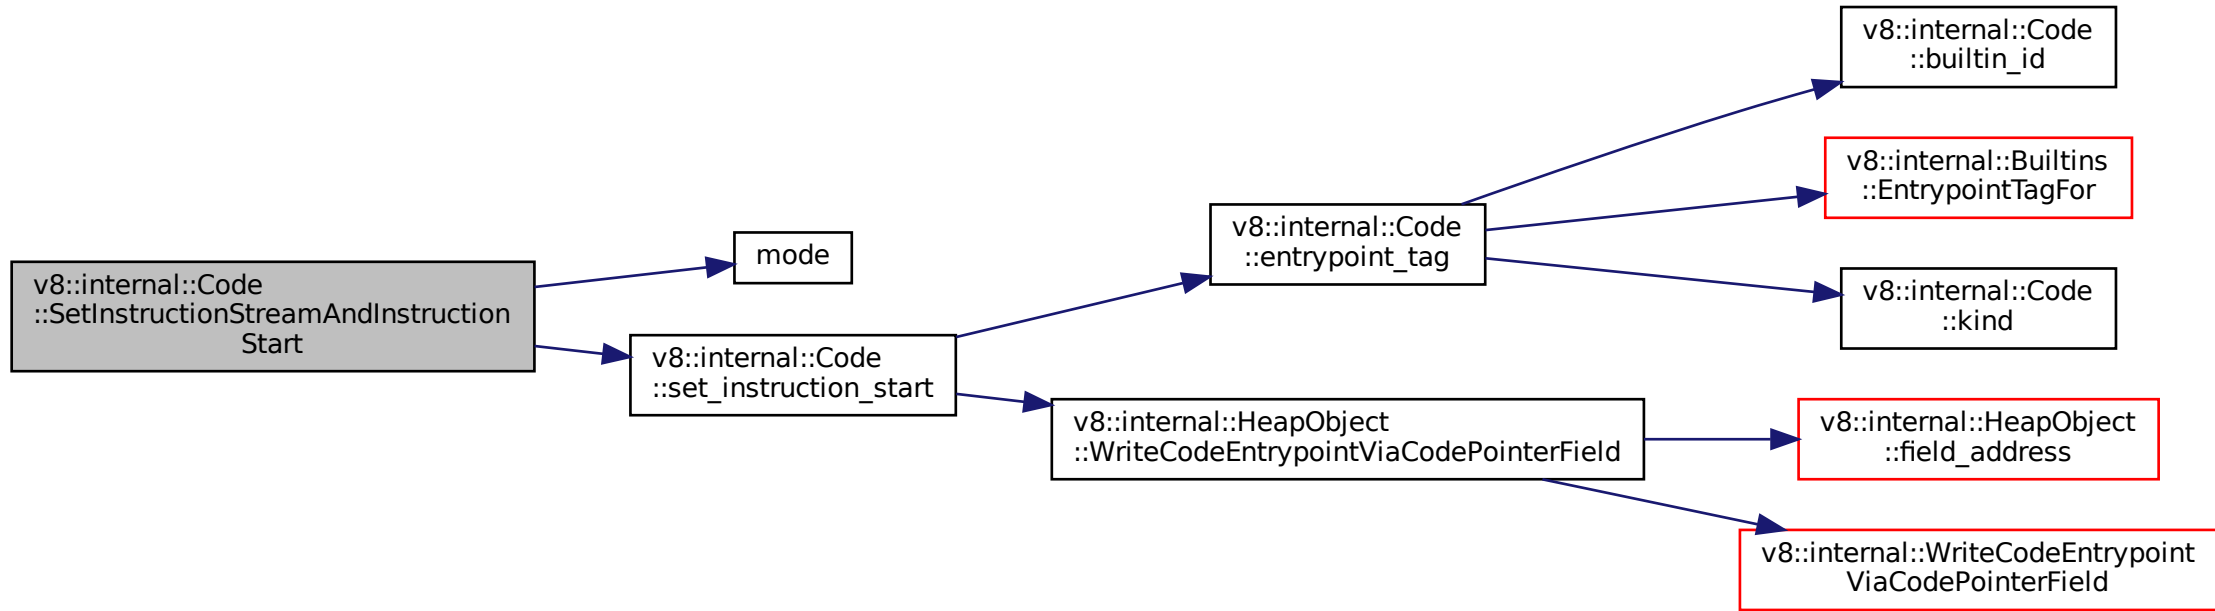 v8::internal::Code
::SetInstructionStreamAndInstruction
Start
mode
v8::internal::Code
::set_instruction_start
v8::internal::Code
::entrypoint_tag
v8::internal::HeapObject
::WriteCodeEntrypointViaCodePointerField
v8::internal::Code
::builtin_id
v8::internal::Builtins
::EntrypointTagFor
v8::internal::Code
::kind
v8::internal::HeapObject
::field_address
v8::internal::WriteCodeEntrypoint
ViaCodePointerField